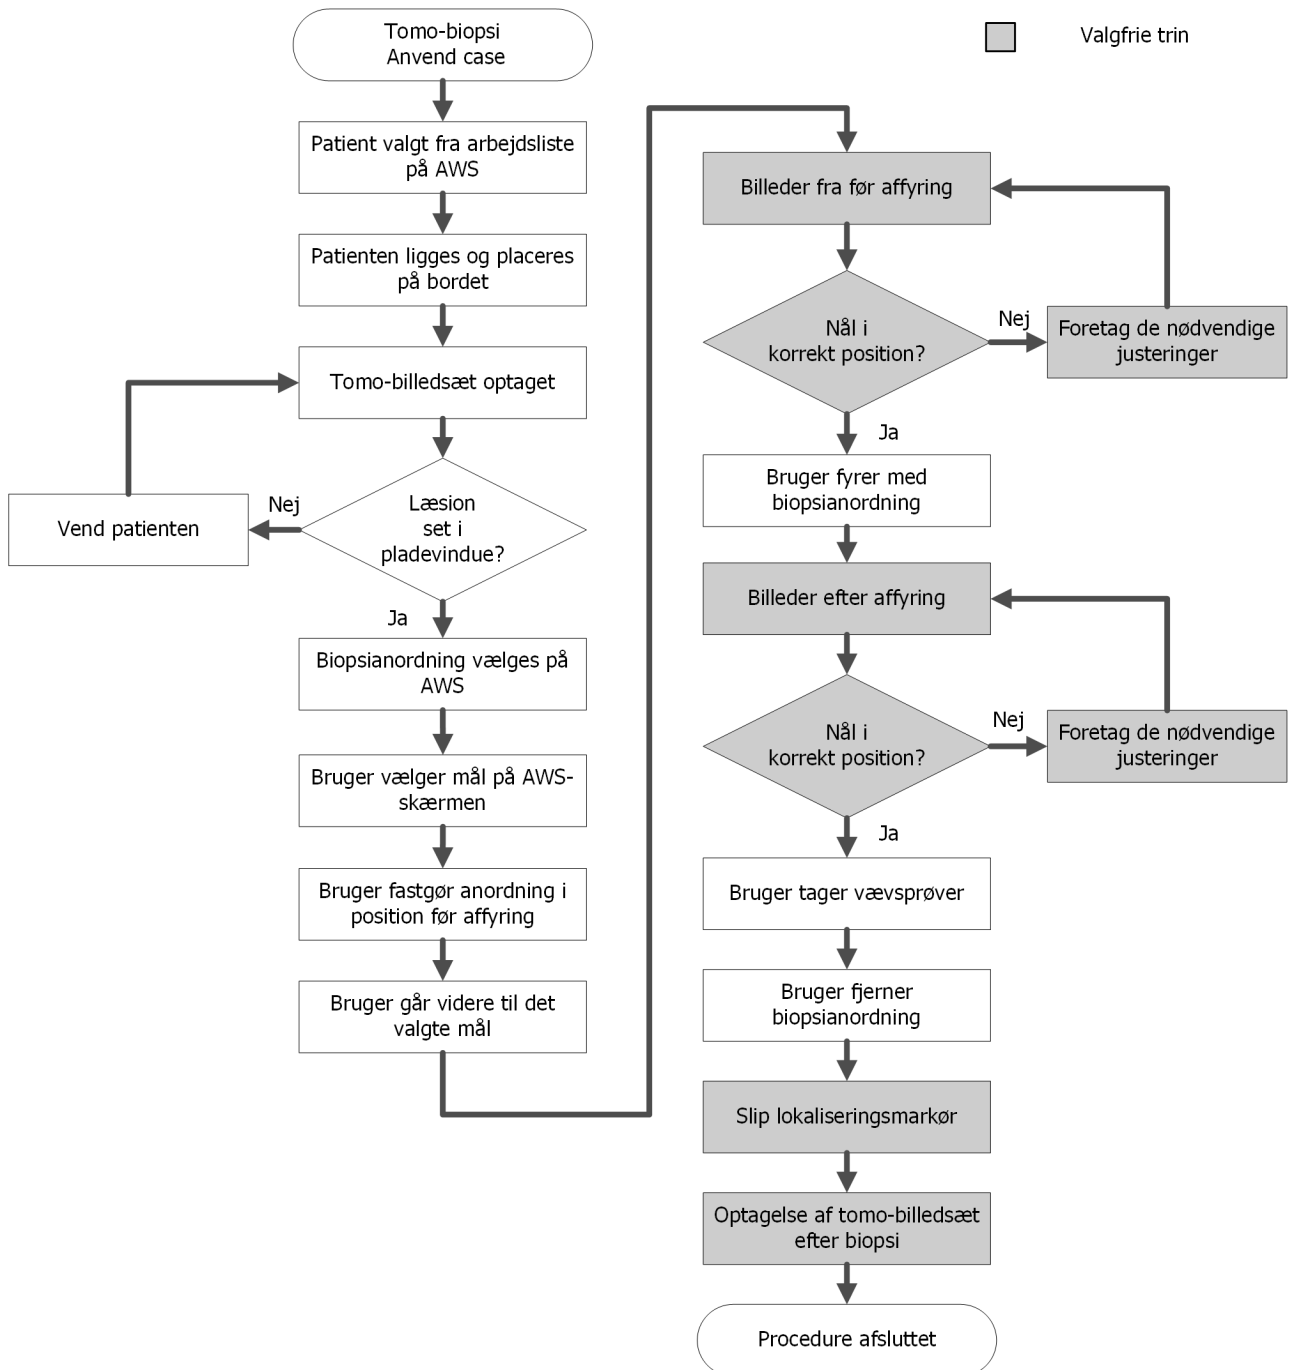 Tomo-biopsi
Anvend case
Patient valgt fra arbejdsliste
på AWS
Patienten ligges og placeres
på bordet
Tomo-billedsæt optaget
Læsion
set i
pladevindue?
Nej
Vend patienten
Ja
Biopsianordning vælges på
AWS
Bruger vælger mål på AWS-
skærmen
Bruger fastgør anordning i
position før affyring
Bruger går videre til det
valgte mål
Valgfrie trin
Billeder fra før affyring
Nål i
korrekt position?
Nej
Foretag de nødvendige
justeringer
Ja
Bruger fyrer med
biopsianordning
Billeder efter affyring
Nål i
korrekt position?
Nej
Foretag de nødvendige
justeringer
Ja
Bruger tager vævsprøver
Bruger fjerner
biopsianordning
Slip lokaliseringsmarkør
Optagelse af tomo-billedsæt
efter biopsi
Procedure afsluttet